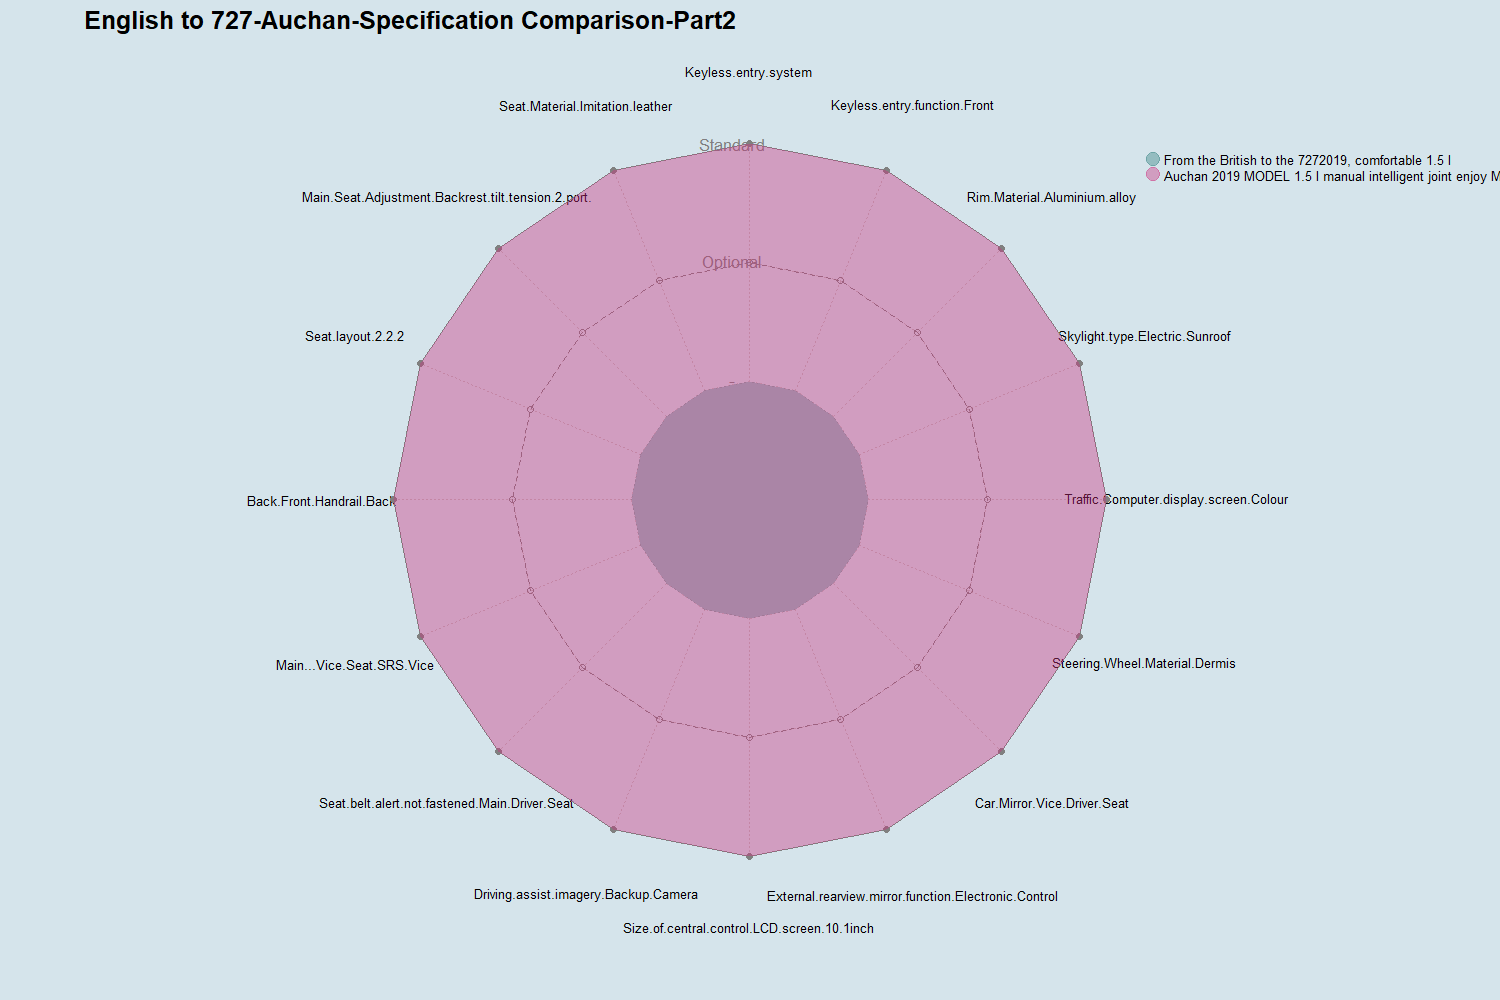 English to 727-Auchan-Specification Comparison-Part2
Keyless.entry.system
Seat.Material.Imitation.leather
Keyless.entry.function.Front
Standard
From the British to the 7272019, comfortable 1.5 l
Auchan 2019 MODEL 1.5 l manual intelligent joint enjoy M
Main.Seat.Adjustment.Backrest.tilt.tension.2.port.
Rim.Material.Aluminium.alloy
Optional
Seat.layout.2.2.2
Skylight.type.Electric.Sunroof
-
Back.Front.Handrail.Back
Traffic.Computer.display.screen.Colour
Main...Vice.Seat.SRS.Vice
Steering.Wheel.Material.Dermis
Seat.belt.alert.not.fastened.Main.Driver.Seat
Car.Mirror.Vice.Driver.Seat
Driving.assist.imagery.Backup.Camera
External.rearview.mirror.function.Electronic.Control
Size.of.central.control.LCD.screen.10.1inch